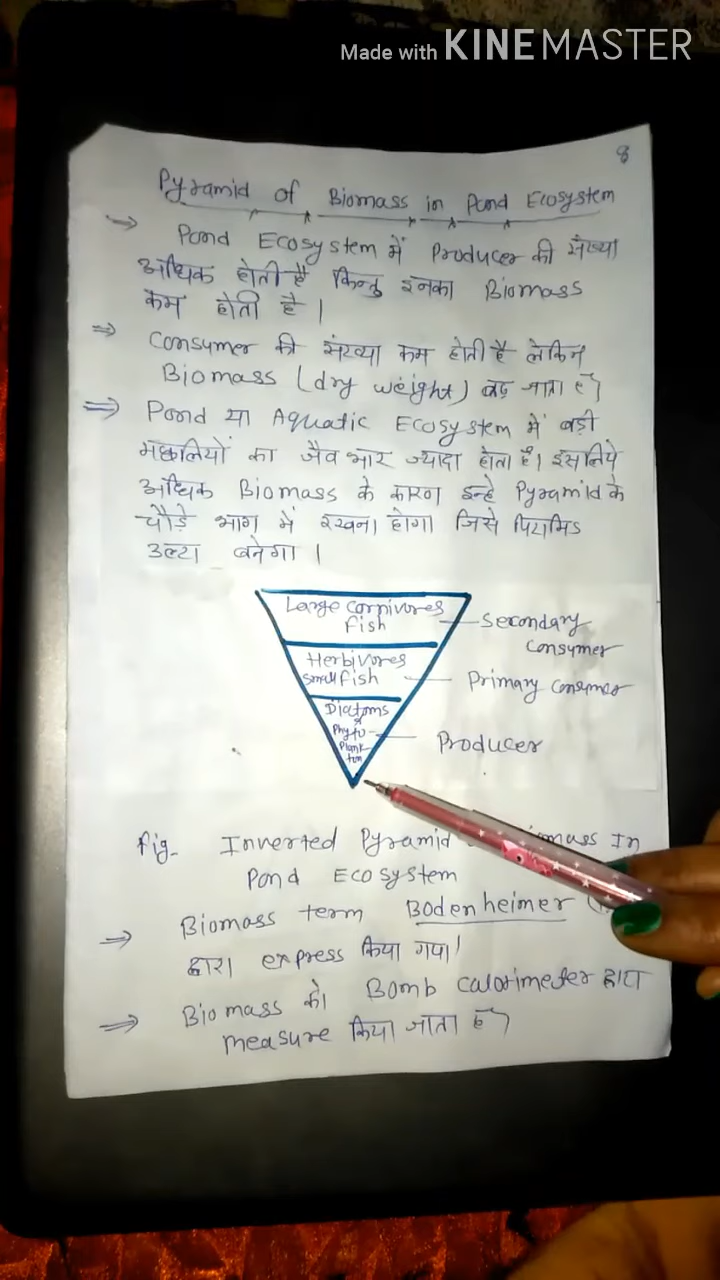 Made with KINEMASTER
8
Pyramid of Biomass in Pond Ecosystem
→ Pond Ecosystem में Producer की संख्या
अधिक होती है किन्तु इनका Biomass
कम होती है ।
⇒ Consumer की संख्या कम होती है लेकिन
Biomass (dry weight) बढ़ जाता है
⇒ Pond या Aquatic Ecosystem में बड़ी
मछलियों का जैव भार ज्यादा होता है। इसलिये
अधिक Biomass के कारण इन्हे Pyramid के
चौड़े भाग में रखना होगा जिसे पिरामिड
उल्टा बनेगा ।
Large cornivores
fish
Secondary
consumer
Herbivores
small fish
Primary consumer
Diatoms
&
Phyto-
Plank-
ton
Producer
fig- Inverted Pyramid In
Pond Ecosystem
⇒ Biomass term Bodenheimer
द्वारा express किया गया ।
⇒ Biomass को Bomb calorimeter द्वारा
measure किया जाता है